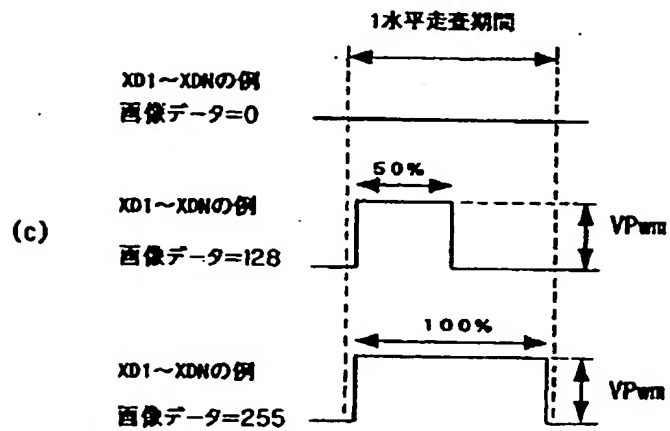 1水平走査期間
XD1～XDNの例
画像データ=0
50%
(c)
XD1～XDNの例
VPwm
画像データ=128
100%
XD1～XDNの例
VPwm
画像データ=255